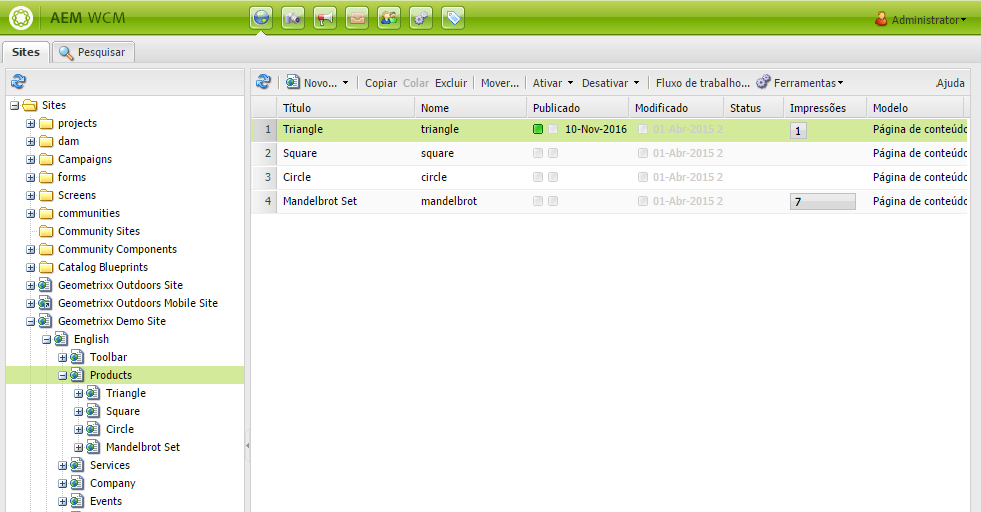 AEM WCM
Administrator
Sites
Pesquisar
Novo...
Copiar
Colar
Excluir
Mover...
Ativar
Desativar
Fluxo de trabalho...
Ferramentas
Ajuda
Sites
projects
dam
Campaigns
forms
Screens
communities
Community Sites
Community Components
Catalog Blueprints
Geometrixx Outdoors Site
Geometrixx Outdoors Mobile Site
Geometrixx Demo Site
English
Toolbar
Products
Triangle
Square
Circle
Mandelbrot Set
Services
Company
Events
Título Nome Publicado Modificado Status Impressões Modelo
1 Triangle triangle 10-Nov-2016 01-Abr-2015 2 1 Página de conteúdo
2 Square square 01-Abr-2015 2 Página de conteúdo
3 Circle circle 01-Abr-2015 2 Página de conteúdo
4 Mandelbrot Set mandelbrot 01-Abr-2015 2 7 Página de conteúdo